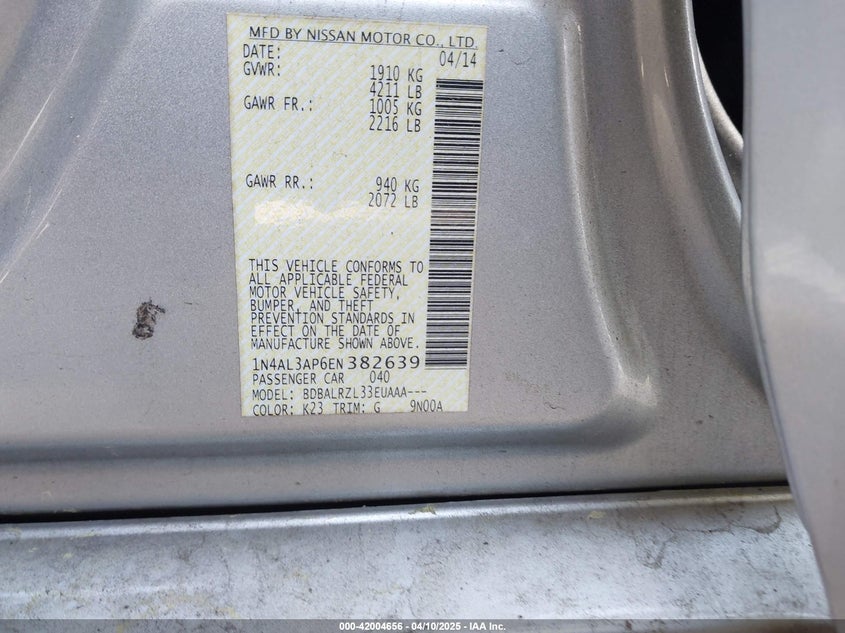 MFD BY NISSAN MOTOR CO., LTD.
DATE: 04/14
GVWR: 1910 KG
4211 LB
GAWR FR.: 1005 KG
2216 LB
GAWR RR.: 940 KG
2072 LB
THIS VEHICLE CONFORMS TO
ALL APPLICABLE FEDERAL
MOTOR VEHICLE SAFETY,
BUMPER, AND THEFT
PREVENTION STANDARDS IN
EFFECT ON THE DATE OF
MANUFACTURE SHOWN ABOVE.
1N4AL3AP6EN382639
PASSENGER CAR 040
MODEL: BDBALRZL33EUAAA---
COLOR: K23 TRIM: G 9N00A
000-42004656 - 04/10/2025 - IAA Inc.